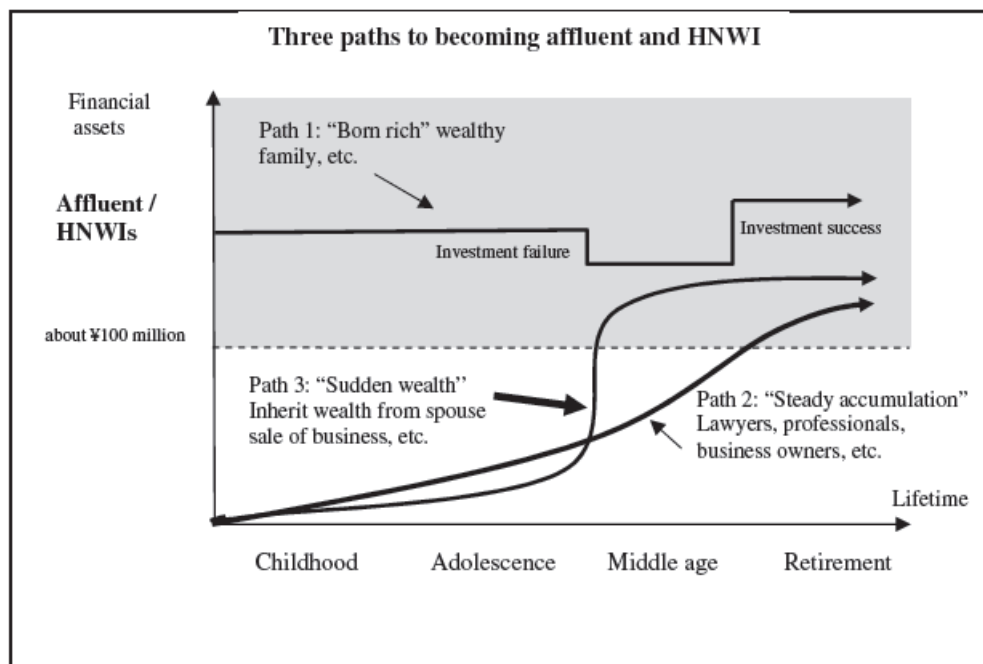 Three paths to becoming affluent and HNWI
Financial
assets
Path 1: “Born rich” wealthy
family, etc.
Affluent /
HNWIs
Investment failure
Investment success
about ¥100 million
Path 3: “Sudden wealth”
Inherit wealth from spouse
sale of business, etc.
Path 2: “Steady accumulation”
Lawyers, professionals,
business owners, etc.
Lifetime
Childhood
Adolescence
Middle age
Retirement